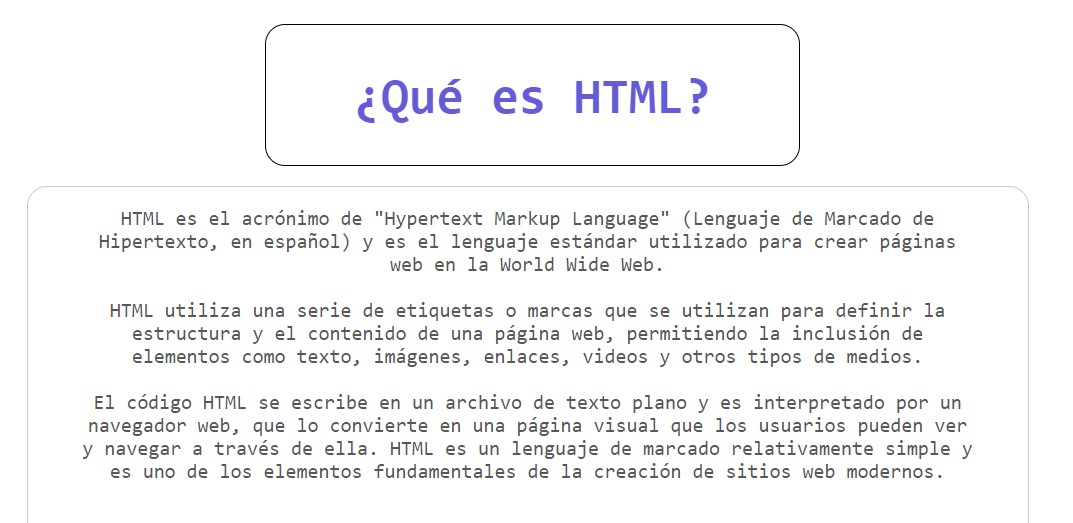 ¿Qué es HTML?
HTML es el acrónimo de "Hypertext Markup Language" (Lenguaje de Marcado de
Hipertexto, en español) y es el lenguaje estándar utilizado para crear páginas
web en la World Wide Web.
HTML utiliza una serie de etiquetas o marcas que se utilizan para definir la
estructura y el contenido de una página web, permitiendo la inclusión de
elementos como texto, imágenes, enlaces, videos y otros tipos de medios.
El código HTML se escribe en un archivo de texto plano y es interpretado por un
navegador web, que lo convierte en una página visual que los usuarios pueden ver
y navegar a través de ella. HTML es un lenguaje de marcado relativamente simple y
es uno de los elementos fundamentales de la creación de sitios web modernos.